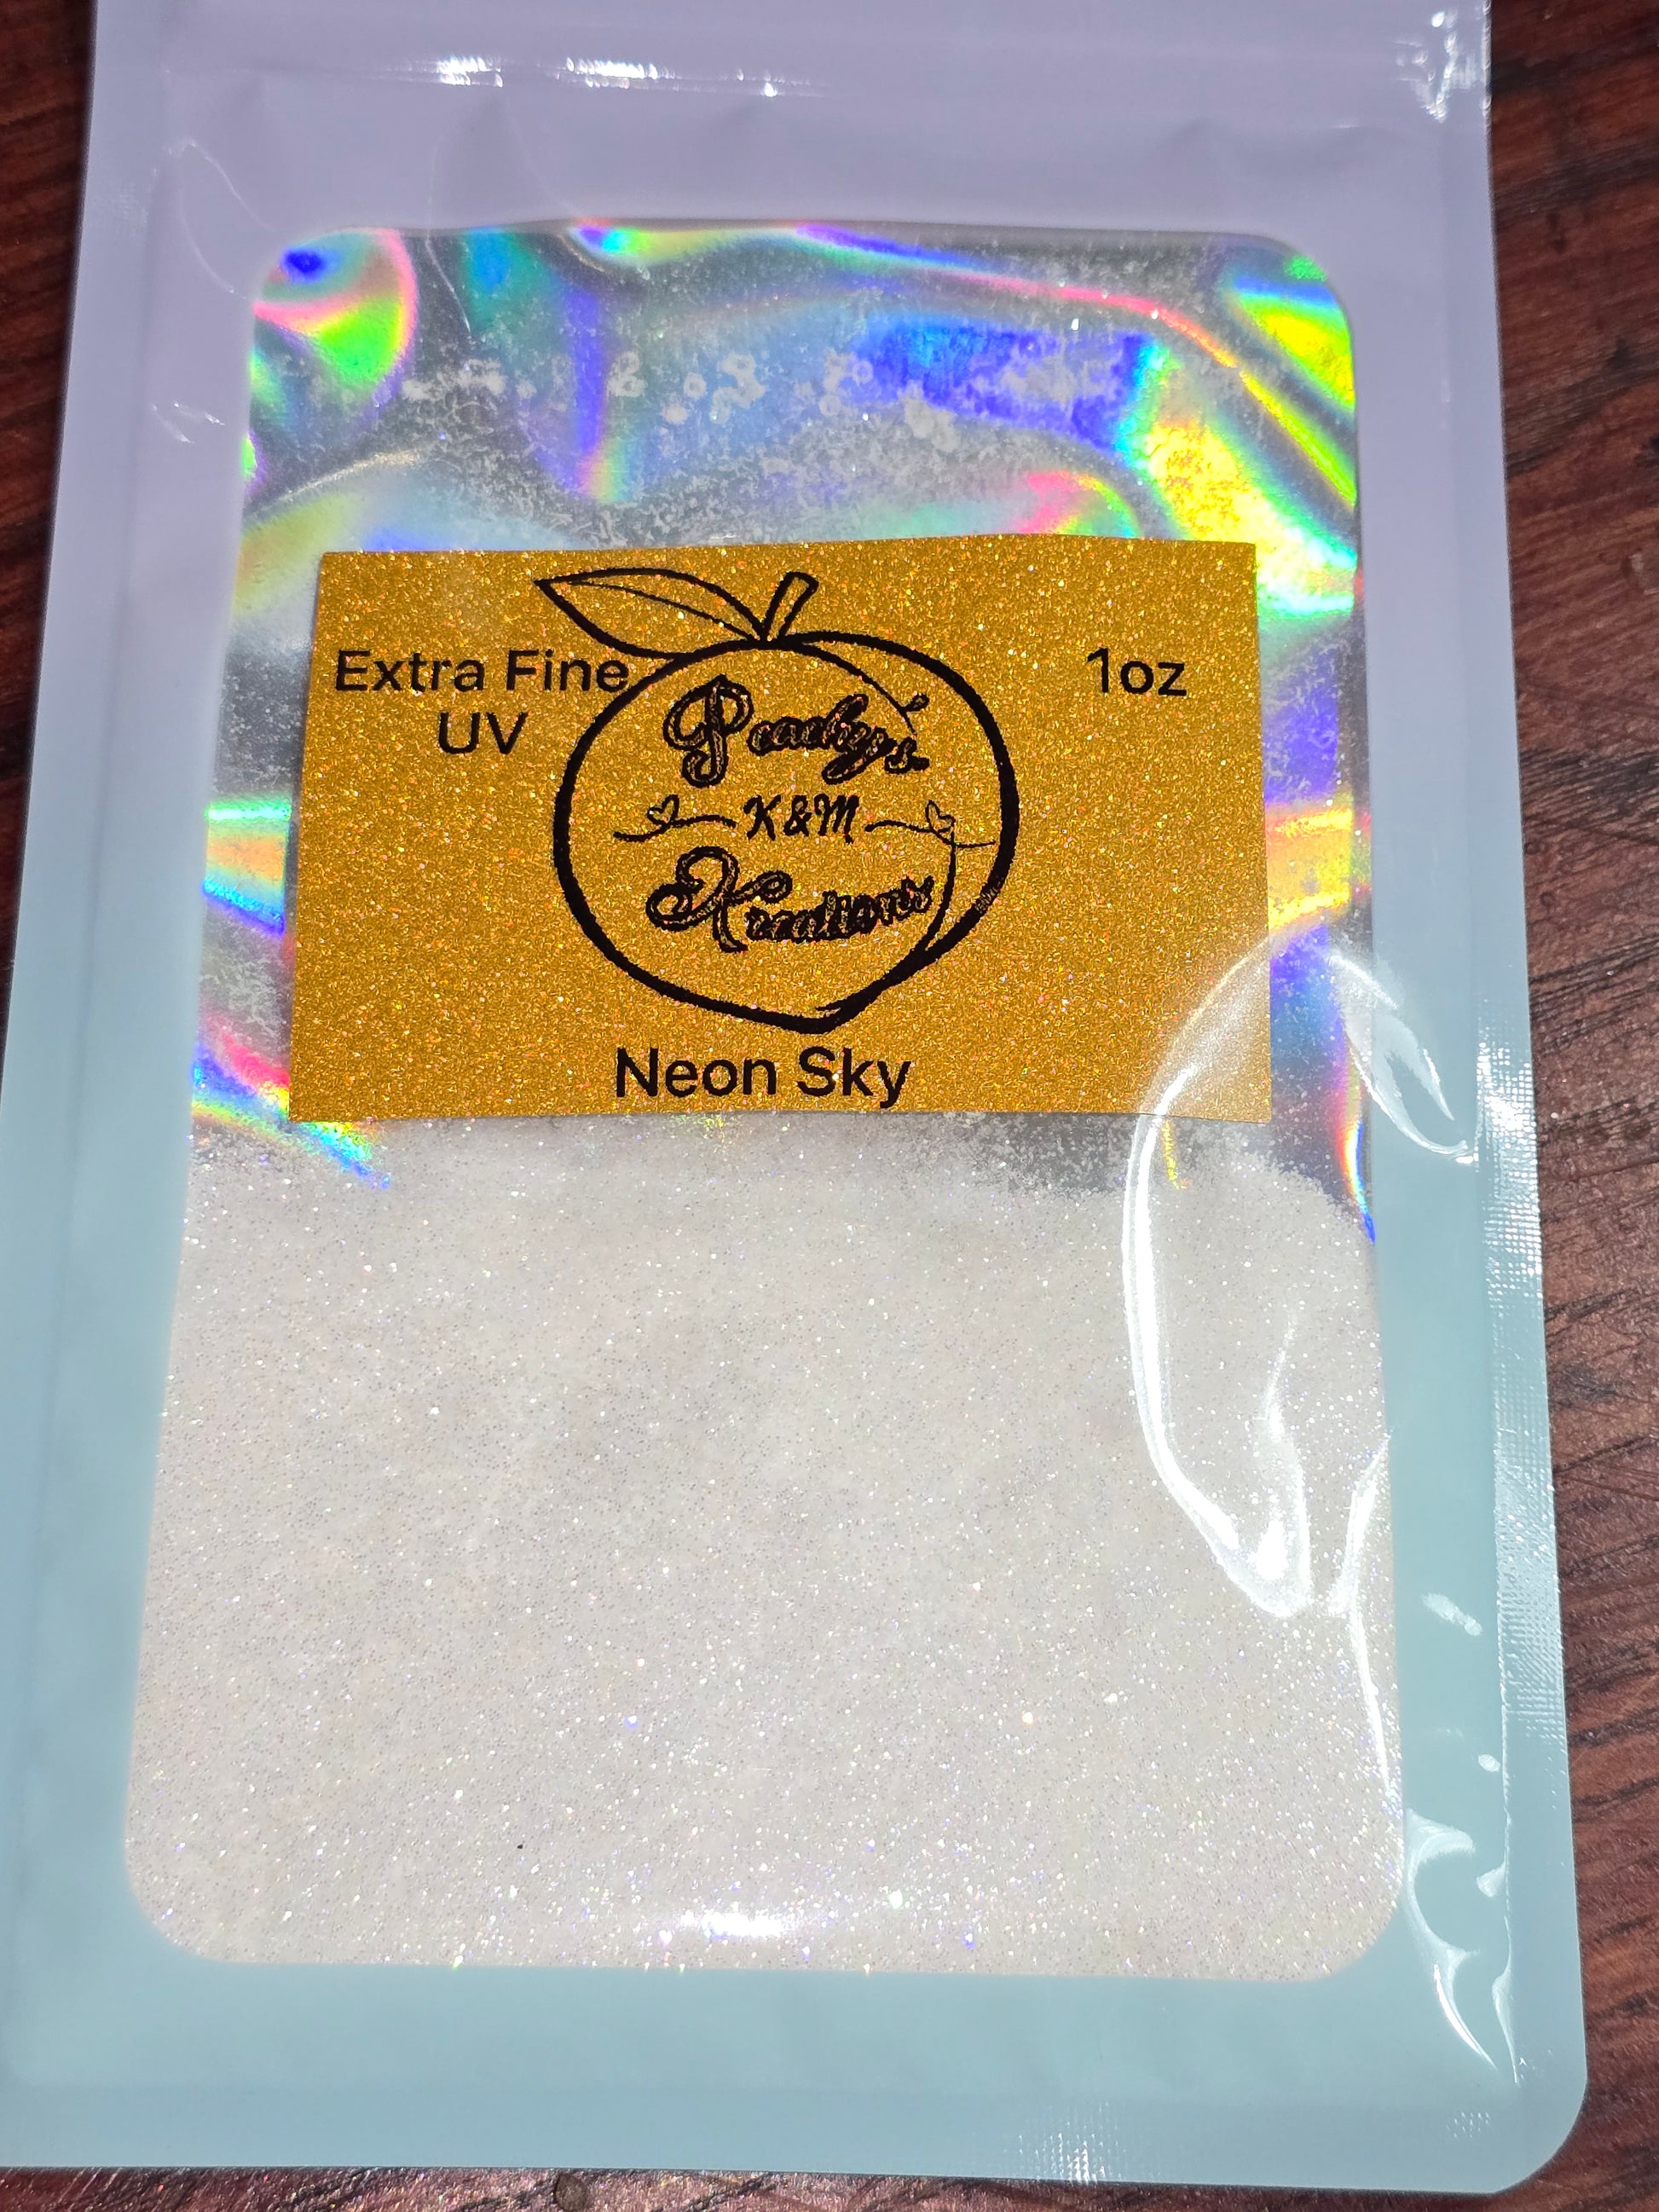 Extra Fine
UV
1oz
Peachy's
K&M
Kreations
Neon Sky